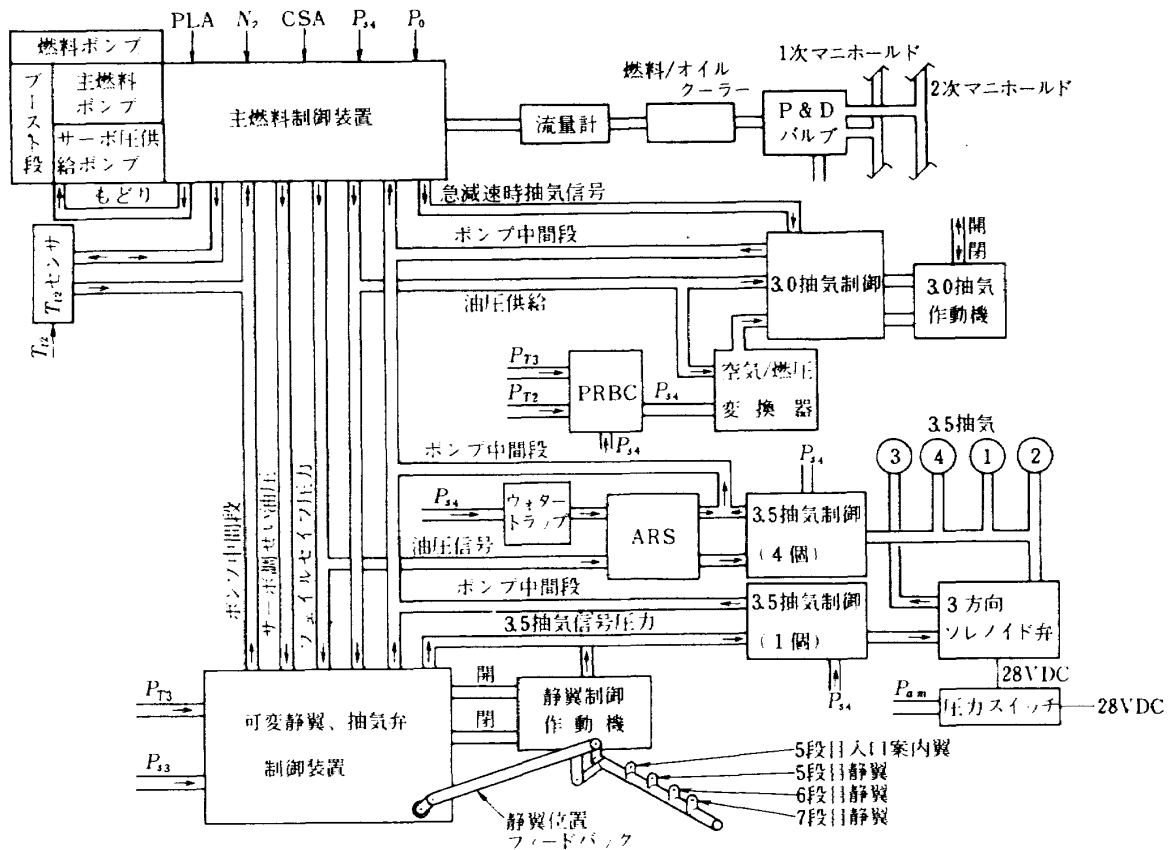 PLA N₂ CSA Ps4 P0
燃料ポンプ
ブースト段
主燃料
ポンプ
サーボ圧供
給ポンプ
もどり
主燃料制御装置
流量計
燃料/オイル
クーラー
P & D
バルブ
1次マニホールド
2次マニホールド
急減速時抽気信号
ポンプ中間段
油圧供給
T12センサ
T12
3.0抽気制御
開
閉
3.0抽気
作動機
PT3
PT2
PRBC
Ps4
Ps4
空気/燃圧
変換器
ポンプ中間段
Ps4
ウォター
トラップ
ARS
油圧信号
Ps4
3.5抽気制御
(4個)
3.5抽気
3 4 1 2
ポンプ中間段
3.5抽気信号圧力
3.5抽気制御
(1個)
Ps4
3方向
ソレノイド弁
28VDC
Pam
圧力スイッチ
28VDC
ポンプ中間段
サーボ調せい油圧
フェイルセイフ圧力
PT3
Ps3
可変静翼、抽気弁
制御装置
開
閉
静翼制御
作動機
5段目入口案内翼
5段目静翼
6段目静翼
7段目静翼
静翼位置
フィードバック